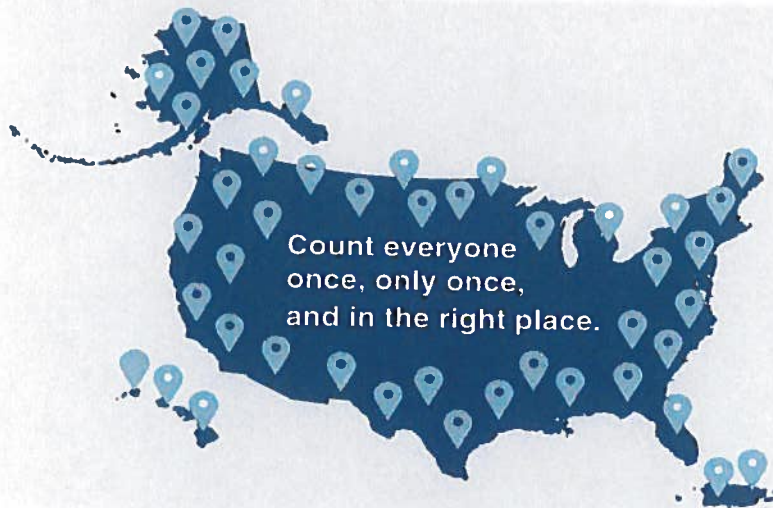 Count everyone
once, only once,
and in the right place.